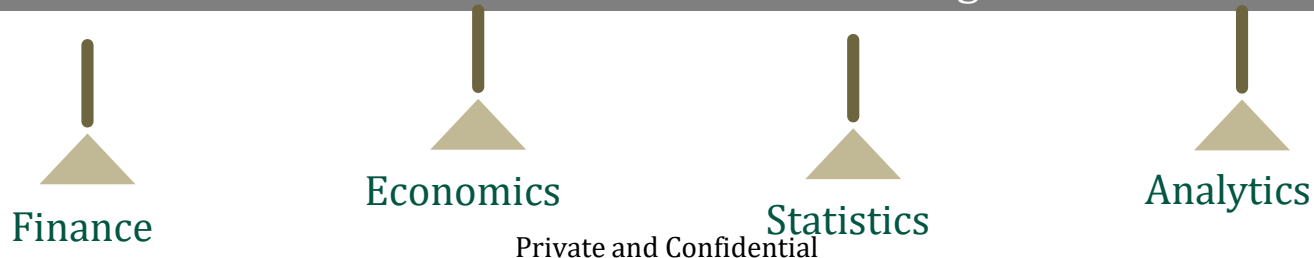 Economics
Analytics
Finance
Statistics
Private and Confidential